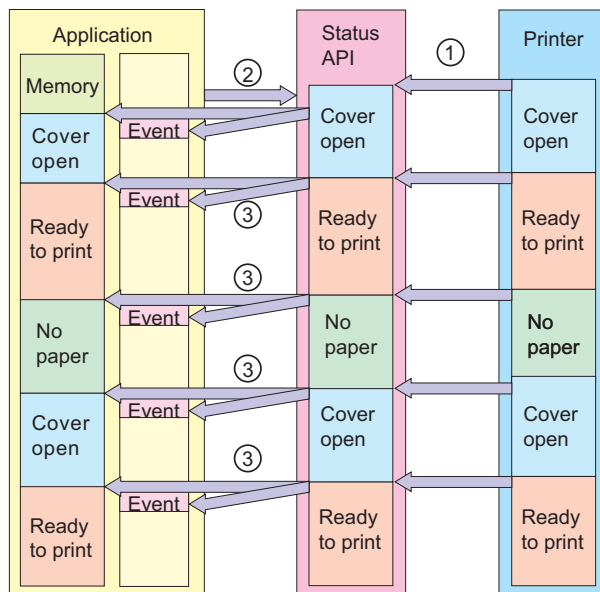 Application
Status
API
Printer
1
2
Memory
Cover
open
Event
Cover
open
Cover
open
Event
3
Ready
to print
Ready
to print
Ready
to print
3
Event
No
paper
No
paper
No
paper
3
Event
Cover
open
Cover
open
Cover
open
3
Event
Ready
to print
Ready
to print
Ready
to print